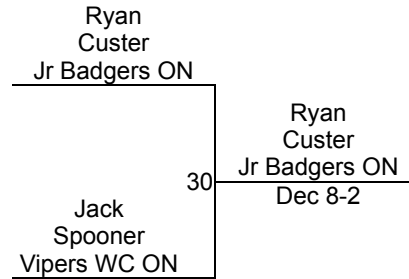 Ryan
Custer
Jr Badgers ON
Ryan
Custer
Jr Badgers ON
30
Dec 8-2
Jack
Spooner
Vipers WC ON